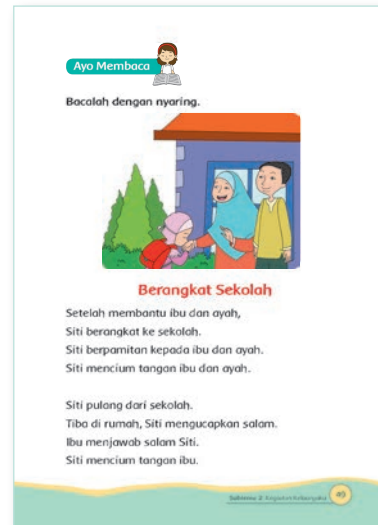 Ayo Membaca
Bacalah dengan nyaring.
Berangkat Sekolah
Setelah membantu ibu dan ayah,
Siti berangkat ke sekolah.
Siti berpamitan kepada ibu dan ayah.
Siti mencium tangan ibu dan ayah.
Siti pulang dari sekolah.
Tiba di rumah, Siti mengucapkan salam.
Ibu menjawab salam Siti.
Siti mencium tangan ibu.
Subtema 2 49